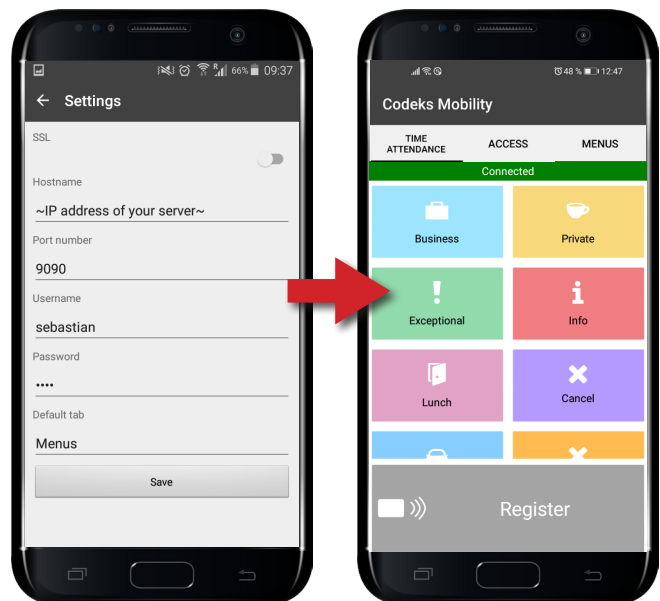 66% 09:37
Settings
SSL
Hostname
~IP address of your server~
Port number
9090
Username
sebastian
Password
••••
Default tab
Menus
Save
48 % 12:47
Codeks Mobility
TIME
ATTENDANCE
ACCESS
MENUS
Connected
Business
Private
Exceptional
Info
Lunch
Cancel
Register